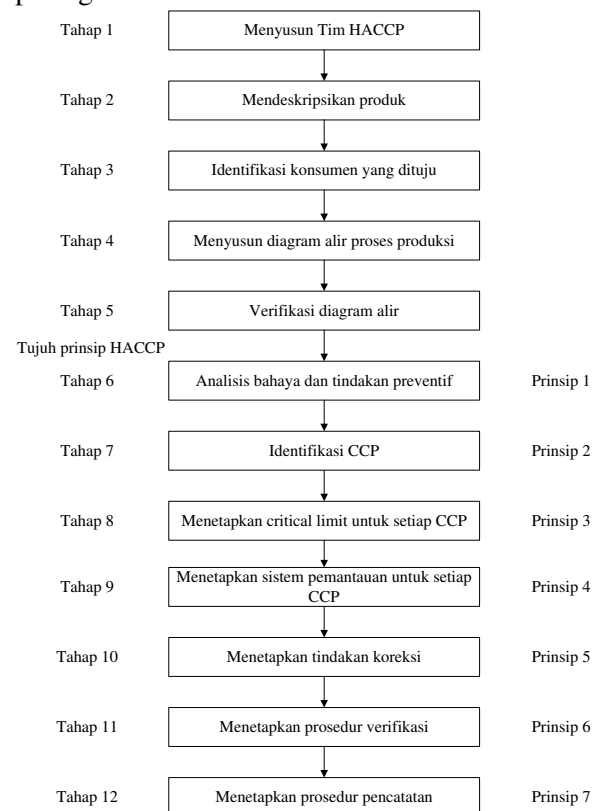 Tahap 1 Menyusun Tim HACCP
Tahap 2 Mendeskripsikan produk
Tahap 3 Identifikasi konsumen yang dituju
Tahap 4 Menyusun diagram alir proses produksi
Tahap 5 Verifikasi diagram alir
Tujuh prinsip HACCP
Tahap 6 Analisis bahaya dan tindakan preventif Prinsip 1
Tahap 7 Identifikasi CCP Prinsip 2
Tahap 8 Menetapkan critical limit untuk setiap CCP Prinsip 3
Tahap 9 Menetapkan sistem pemantauan untuk setiap
CCP Prinsip 4
Tahap 10 Menetapkan tindakan koreksi Prinsip 5
Tahap 11 Menetapkan prosedur verifikasi Prinsip 6
Tahap 12 Menetapkan prosedur pencatatan Prinsip 7